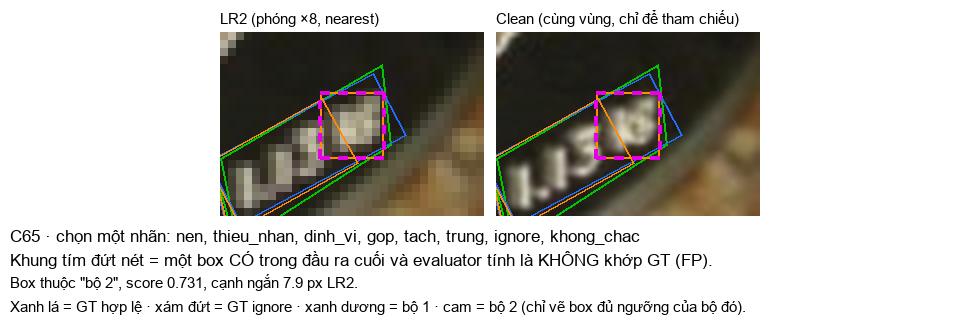 LR2 (phóng ×8, nearest)
Clean (cùng vùng, chỉ để tham chiếu)
C65 · chọn một nhãn: nen, thieu_nhan, dinh_vi, gop, tach, trung, ignore, khong_chac
Khung tím đứt nét = một box CÓ trong đầu ra cuối và evaluator tính là KHÔNG khớp GT (FP).
Box thuộc "bộ 2", score 0.731, cạnh ngắn 7.9 px LR2.
Xanh lá = GT hợp lệ · xám đứt = GT ignore · xanh dương = bộ 1 · cam = bộ 2 (chỉ vẽ box đủ ngưỡng của bộ đó).